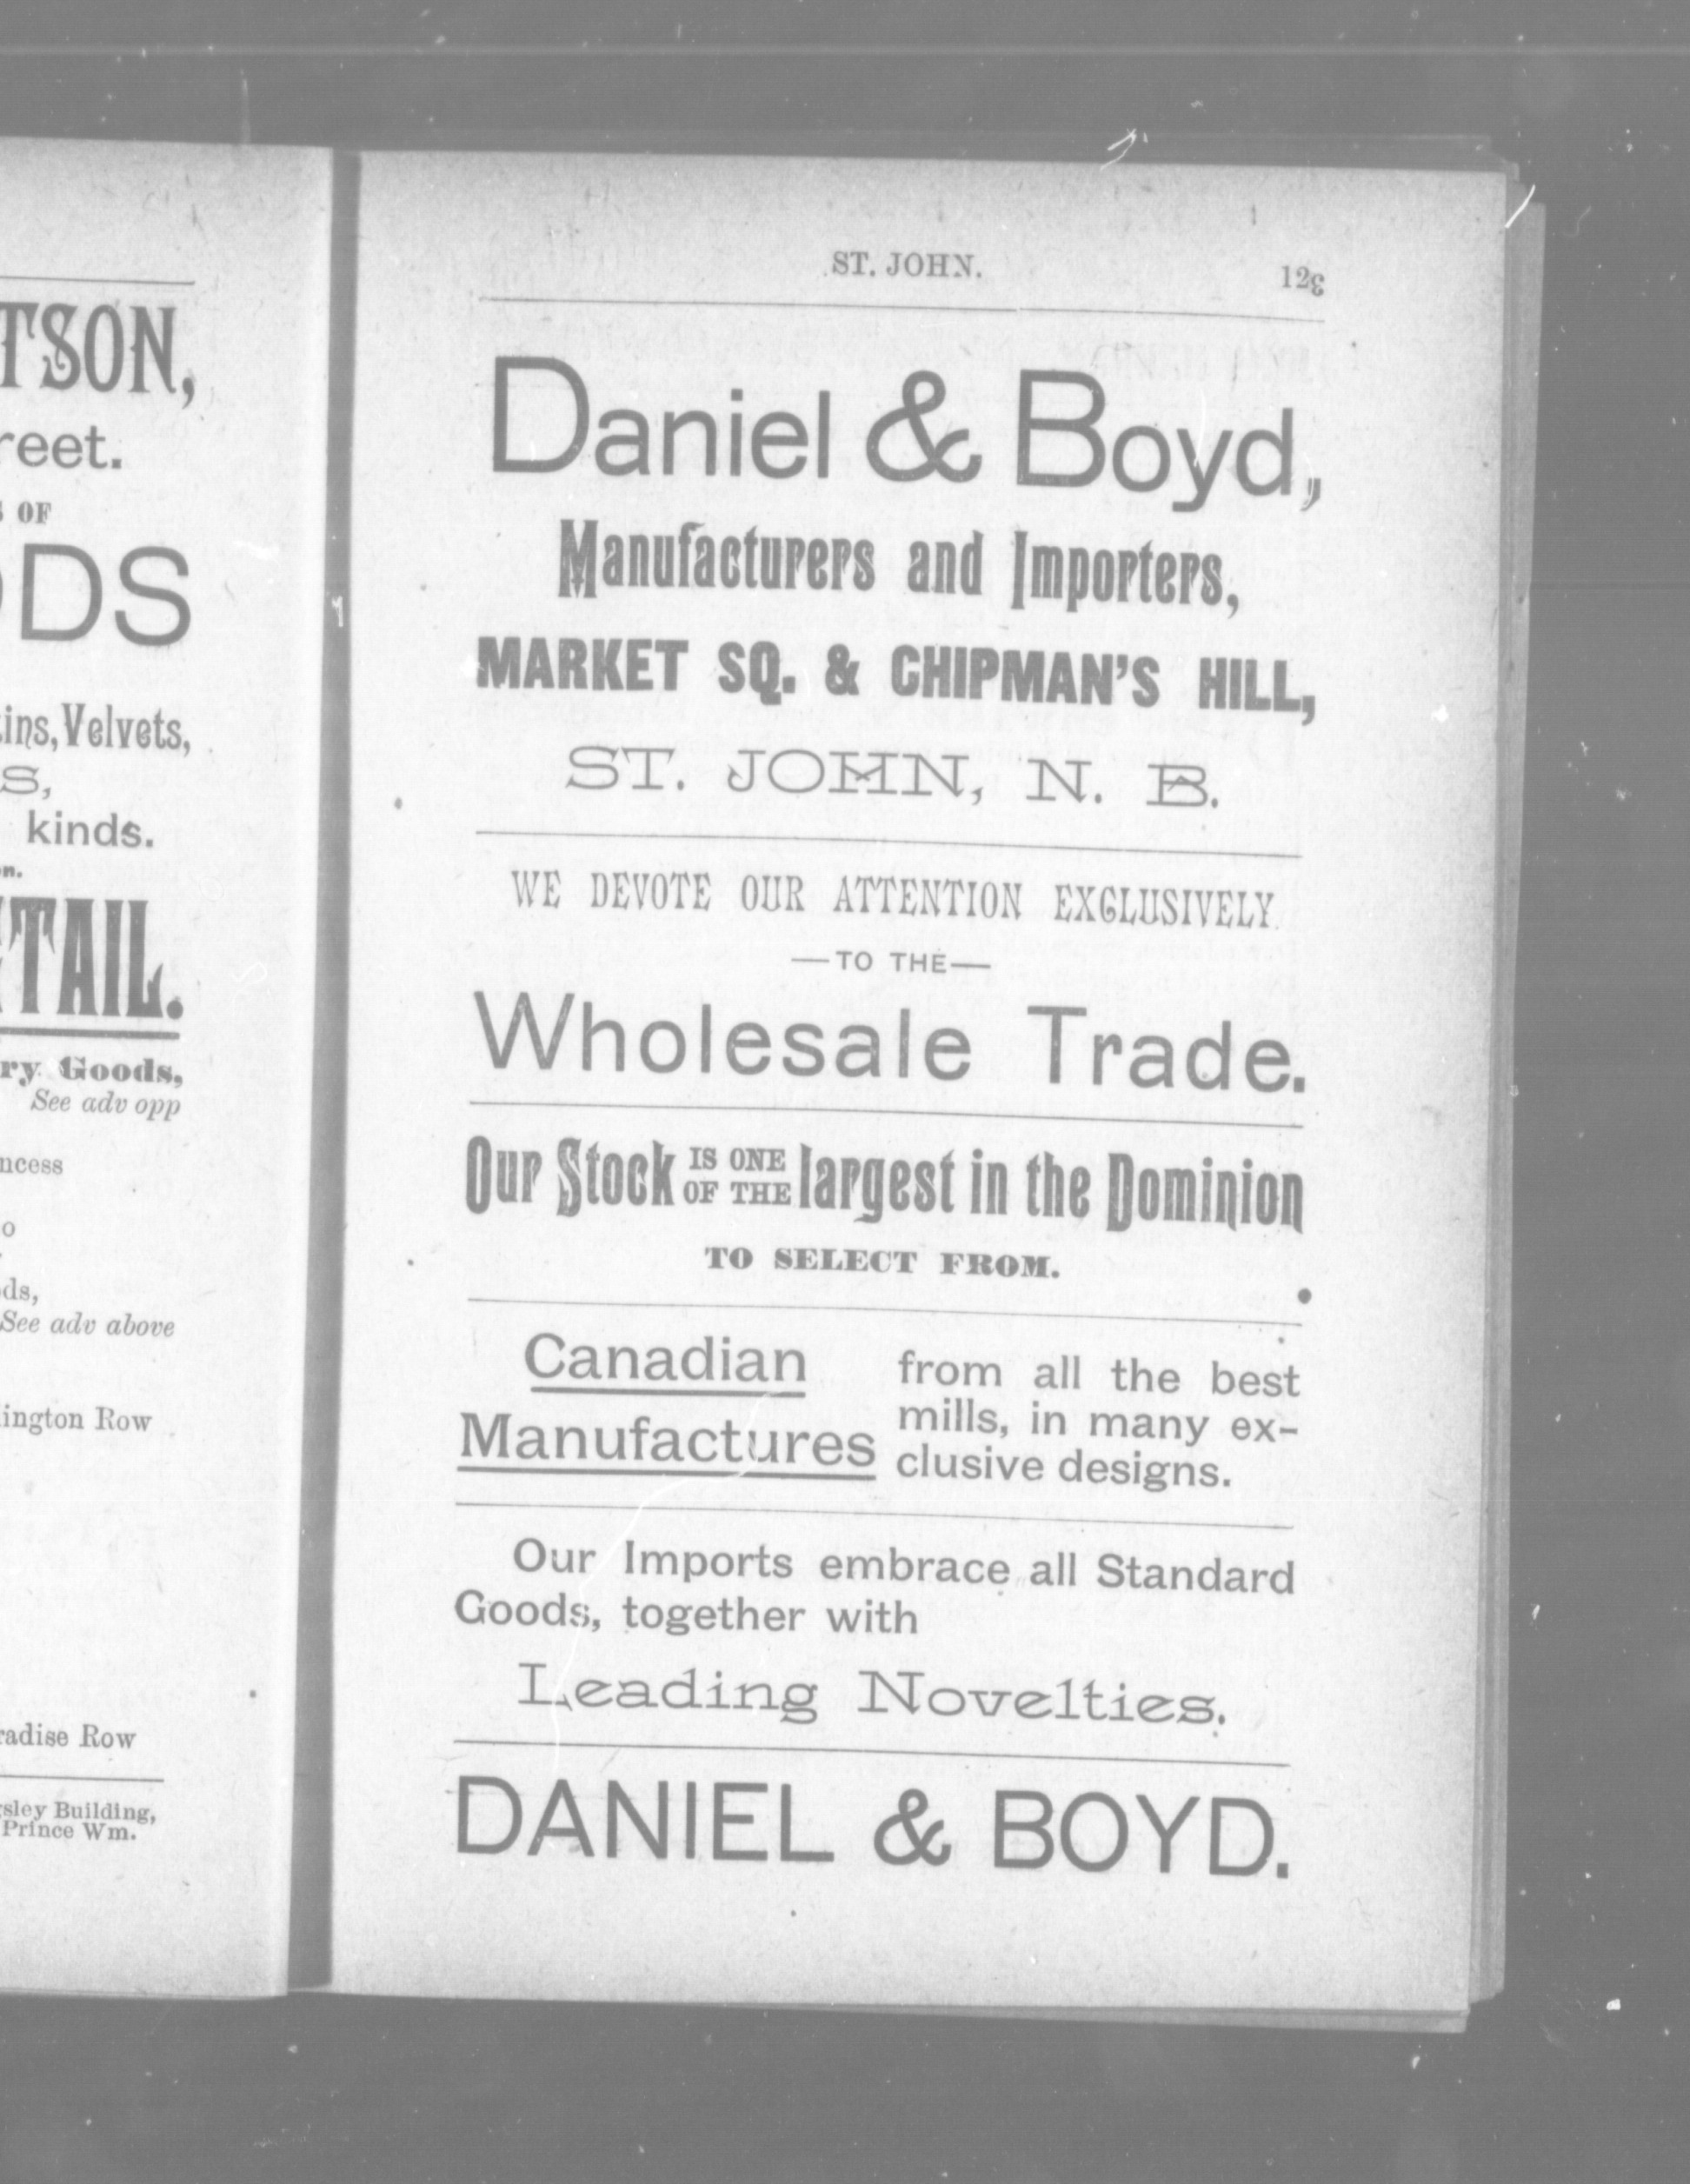 TSON,
reet.
OF
DS
ins, Velvets,
S,
kinds.
on.
TAIL.
ry Goods,
See adv opp
ncess
o
ds,
See adv above
ington Row
radise Row
sley Building,
Prince Wm.
ST. JOHN.
123
Daniel & Boyd,
Manufacturers and Importers,
MARKET SQ. & CHIPMAN'S HILL,
ST. JOHN, N. B.
WE DEVOTE OUR ATTENTION EXCLUSIVELY
—TO THE—
Wholesale Trade.
Our Stock IS ONE OF THE largest in the Dominion
TO SELECT FROM.
Canadian
Manufactures
from all the best
mills, in many ex-
clusive designs.
Our Imports embrace all Standard
Goods, together with
Leading Novelties.
DANIEL & BOYD.